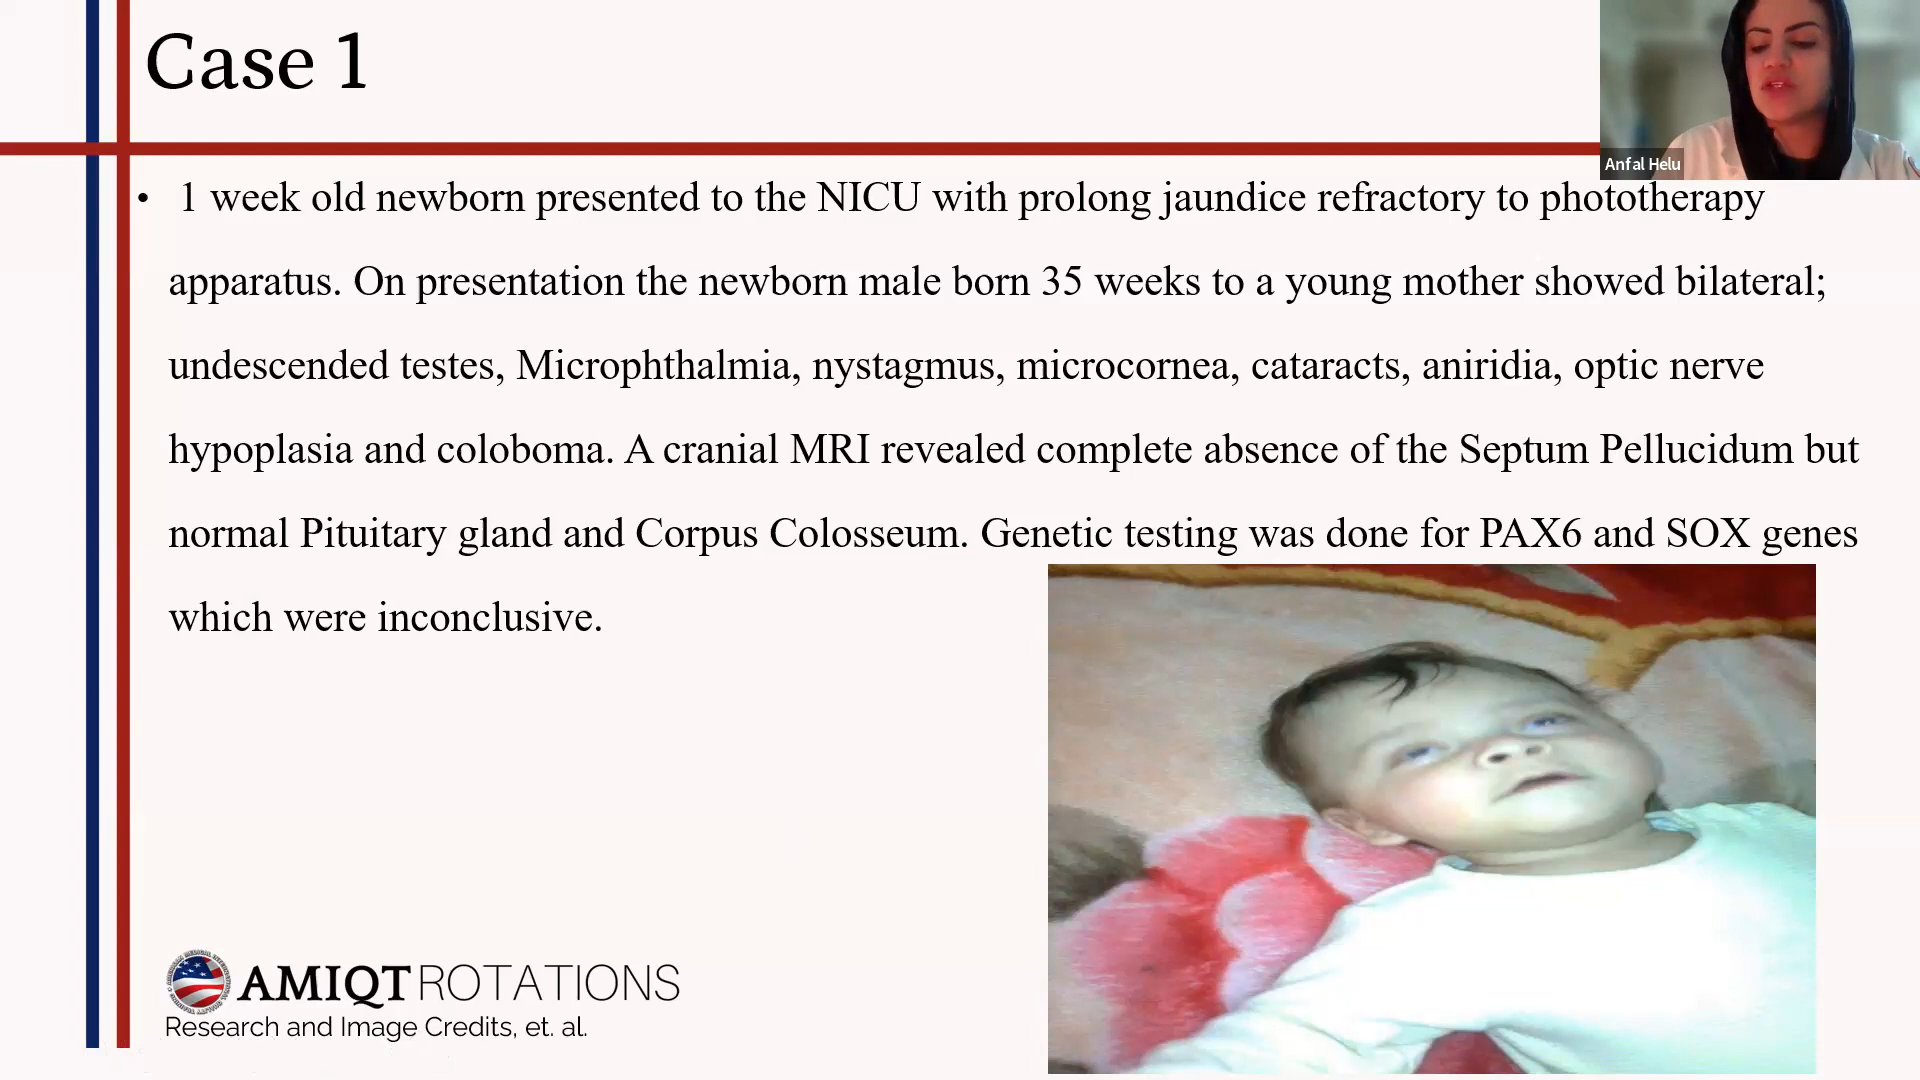 Case 1
Anfal Helu
• 1 week old newborn presented to the NICU with prolong jaundice refractory to phototherapy
apparatus. On presentation the newborn male born 35 weeks to a young mother showed bilateral;
undescended testes, Microphthalmia, nystagmus, microcornea, cataracts, aniridia, optic nerve
hypoplasia and coloboma. A cranial MRI revealed complete absence of the Septum Pellucidum but
normal Pituitary gland and Corpus Colosseum. Genetic testing was done for PAX6 and SOX genes
which were inconclusive.
AMIQT ROTATIONS
Research and Image Credits, et. al.